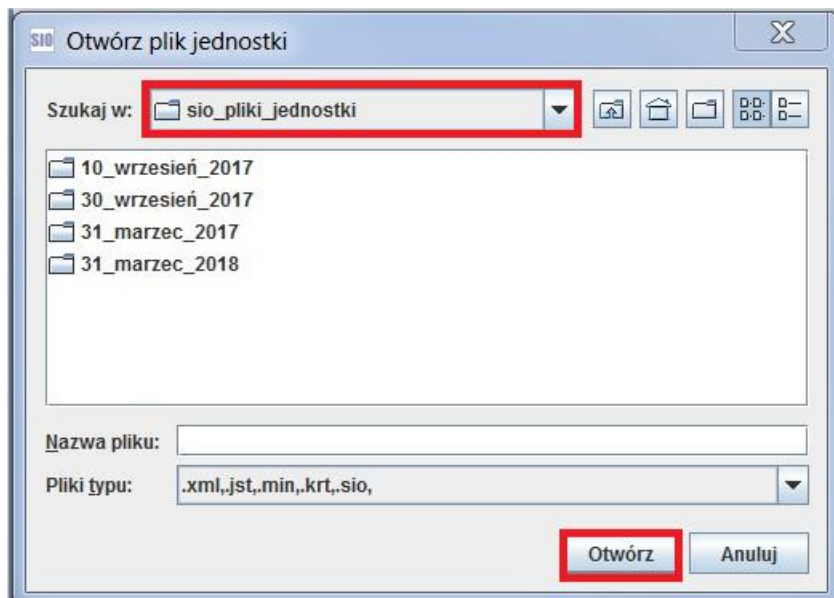 SIO Otwórz plik jednostki
Szukaj w: sio_pliki_jednostki
10_wrzesień_2017
30_wrzesień_2017
31_marzec_2017
31_marzec_2018
Nazwa pliku:
Pliki typu: .xml,.jst,.min,.krt,.sio,
Otwórz Anuluj